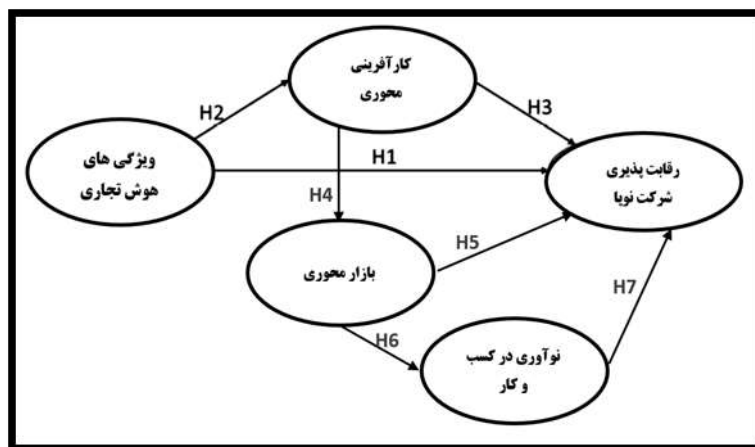 کارآفرینی
محوری
H2
H3
ویژگی های
هوش تجاری
H1
رقابت پذیری
شرکت نوپا
H4
بازار محوری
H5
H6
H7
نوآوری در کسب
و کار